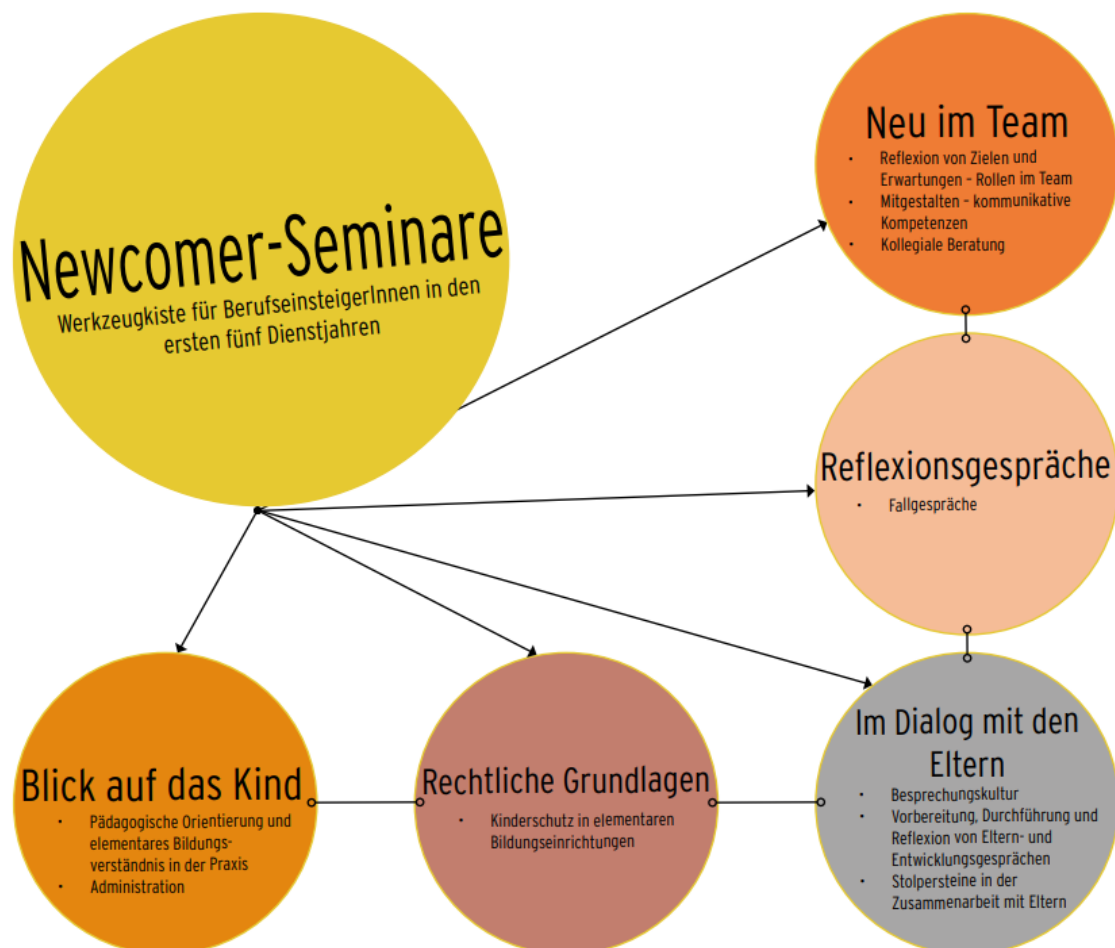 Newcomer-Seminare
Werkzeugkiste für BerufseinsteigerInnen in den
ersten fünf Dienstjahren
Neu im Team
• Reflexion von Zielen und
Erwartungen – Rollen im Team
• Mitgestalten – kommunikative
Kompetenzen
• Kollegiale Beratung
Reflexionsgespräche
• Fallgespräche
Blick auf das Kind
• Pädagogische Orientierung und
elementares Bildungs-
verständnis in der Praxis
• Administration
Rechtliche Grundlagen
• Kinderschutz in elementaren
Bildungseinrichtungen
Im Dialog mit den
Eltern
• Besprechungskultur
• Vorbereitung, Durchführung und
Reflexion von Eltern- und
Entwicklungsgesprächen
• Stolpersteine in der
Zusammenarbeit mit Eltern